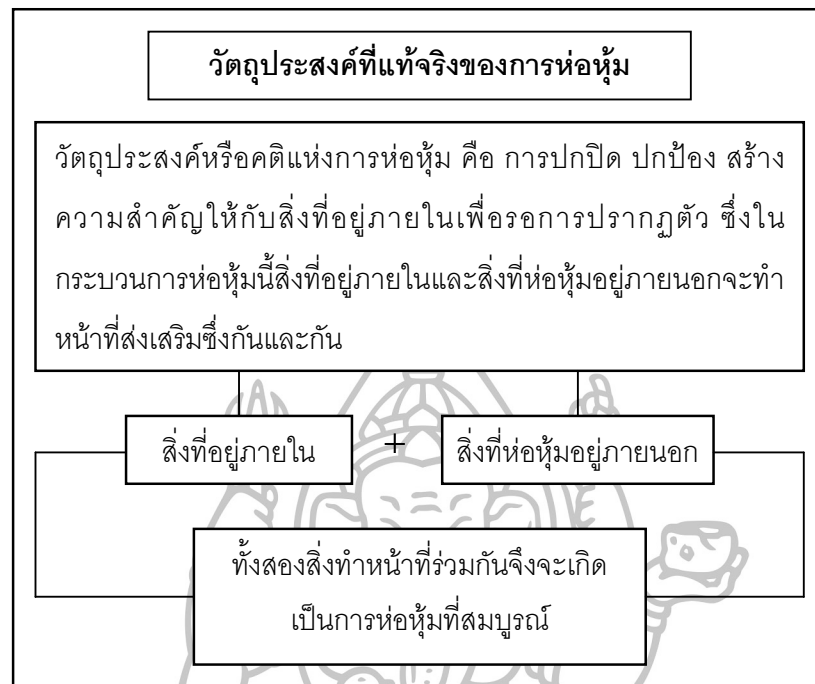 วัตถุประสงค์ที่แท้จริงของการห่อหุ้ม
วัตถุประสงค์หรือคติแห่งการห่อหุ้ม คือ การปกปิด ปกป้อง สร้าง
ความสำคัญให้กับสิ่งที่อยู่ภายในเพื่อรอการปรากฏตัว ซึ่งใน
กระบวนการห่อหุ้มนี้สิ่งที่อยู่ภายในและสิ่งที่ห่อหุ้มอยู่ภายนอกจะทำ
หน้าที่ส่งเสริมซึ่งกันและกัน
สิ่งที่อยู่ภายใน + สิ่งที่ห่อหุ้มอยู่ภายนอก
ทั้งสองสิ่งทำหน้าที่ร่วมกันจึงจะเกิด
เป็นการห่อหุ้มที่สมบูรณ์